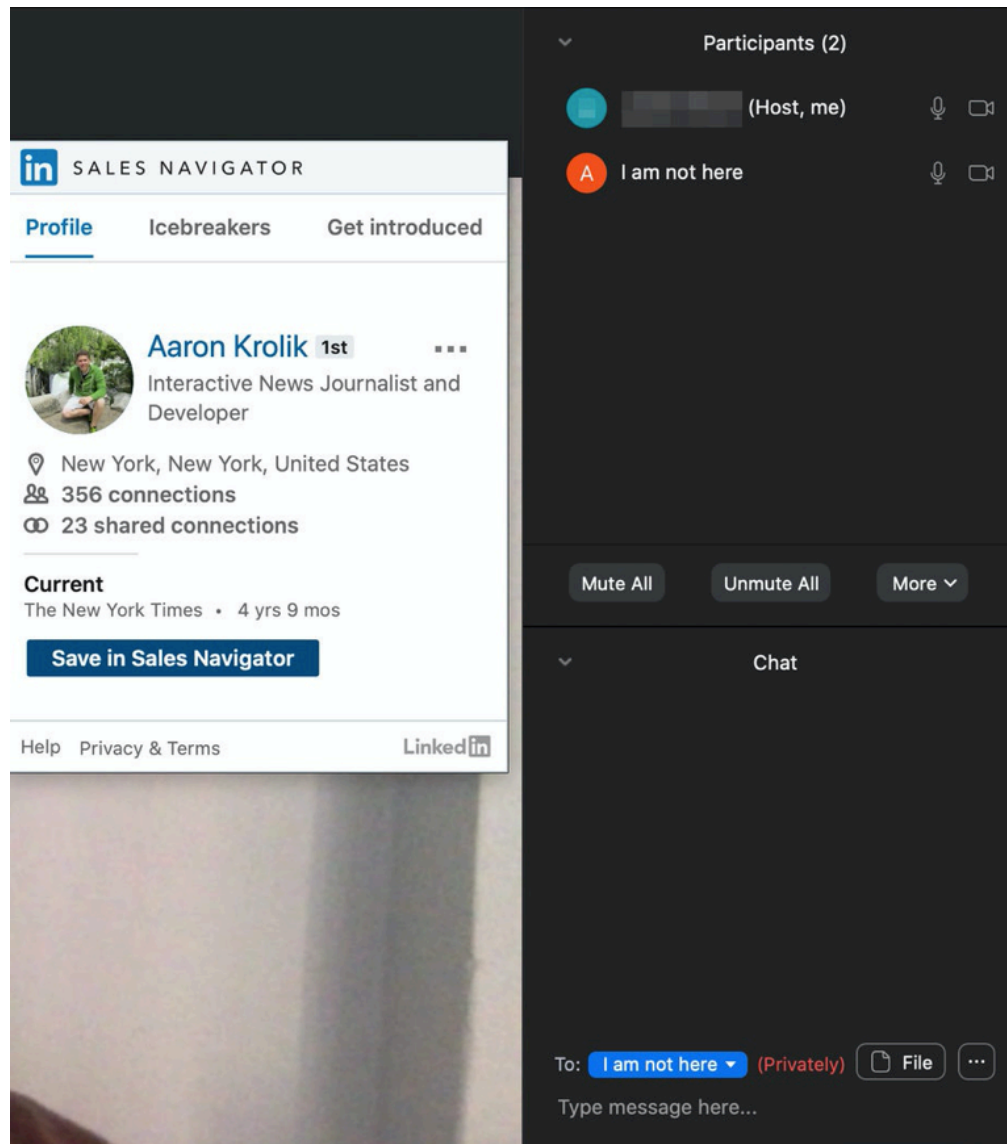 in SALES NAVIGATOR
Profile Icebreakers Get introduced
Aaron Krolik 1st
Interactive News Journalist and
Developer
New York, New York, United States
356 connections
23 shared connections
Current
The New York Times • 4 yrs 9 mos
Save in Sales Navigator
Help Privacy & Terms LinkedIn
Participants (2)
(Host, me)
A I am not here
Mute All Unmute All More
Chat
To: I am not here (Privately) File ...
Type message here...